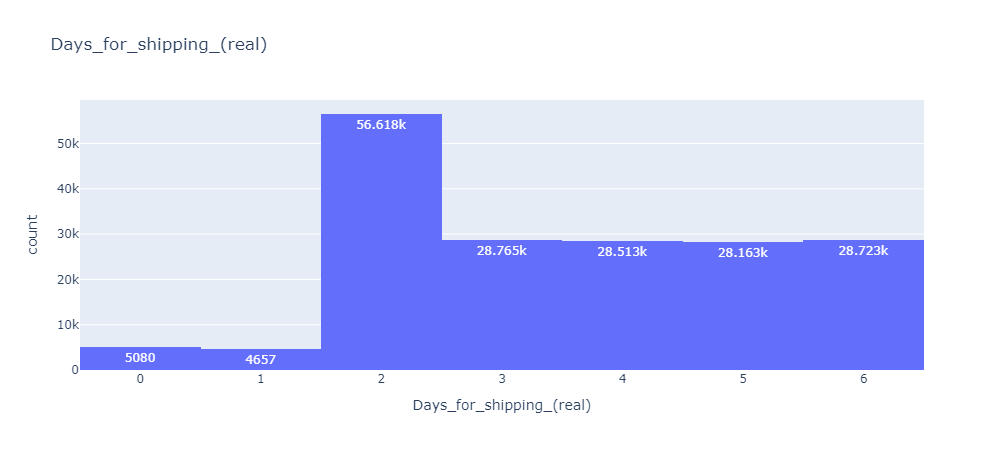 Days_for_shipping_(real)
50k
40k
30k
20k
10k
0
count
56.618k
28.765k
28.513k
28.163k
28.723k
5080
4657
0 1 2 3 4 5 6
Days_for_shipping_(real)